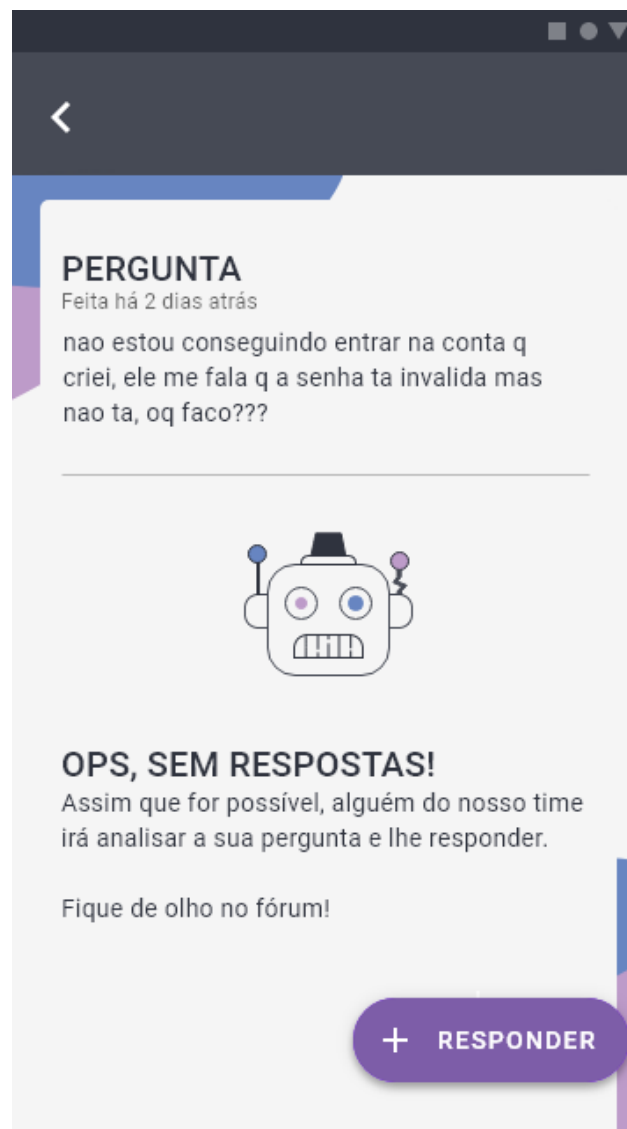 PERGUNTA
Feita há 2 dias atrás
nao estou conseguindo entrar na conta q
criei, ele me fala q a senha ta invalida mas
nao ta, oq faco???
OPS, SEM RESPOSTAS!
Assim que for possível, alguém do nosso time
irá analisar a sua pergunta e lhe responder.
Fique de olho no fórum!
+ RESPONDER